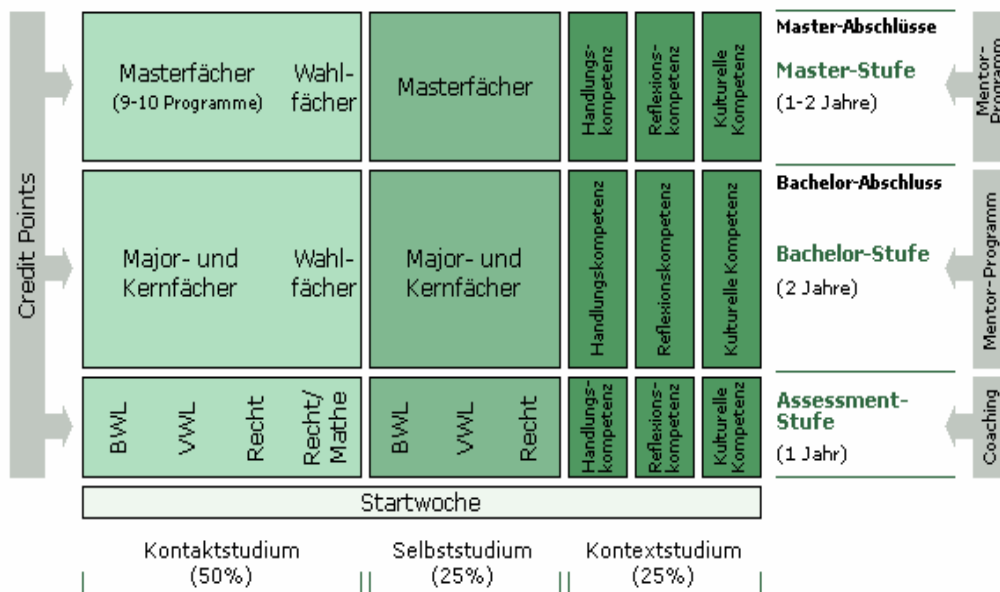 Credit Points
Masterfächer
(9-10 Programme)
Wahl-
fächer
Masterfächer
Handlungs-
kompetenz
Reflexions-
kompetenz
Kulturelle
Kompetenz
Master-Abschlüsse
Master-Stufe
(1-2 Jahre)
Mentor-
Programm
Major- und
Kernfächer
Wahl-
fächer
Major- und
Kernfächer
Handlungskompetenz
Reflexionskompetenz
Kulturelle Kompetenz
Bachelor-Abschluss
Bachelor-Stufe
(2 Jahre)
Mentor-Programm
BWL
VWL
Recht
Recht/
Mathe
BWL
VWL
Recht
Handlungs-
kompetenz
Reflexions-
kompetenz
Kulturelle
Kompetenz
Assessment-
Stufe
(1 Jahr)
Coaching
Startwoche
Kontaktstudium
(50%)
Selbststudium
(25%)
Kontextstudium
(25%)